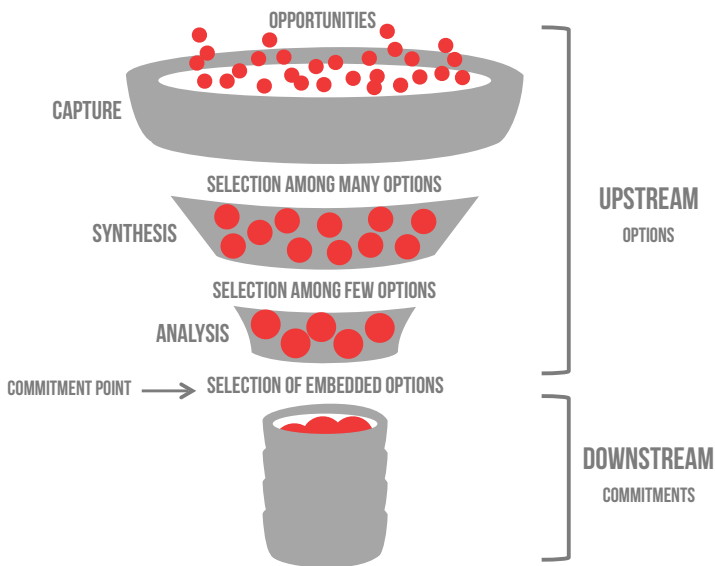 OPPORTUNITIES
CAPTURE
SELECTION AMONG MANY OPTIONS
UPSTREAM
OPTIONS
SYNTHESIS
SELECTION AMONG FEW OPTIONS
ANALYSIS
COMMITMENT POINT
SELECTION OF EMBEDDED OPTIONS
DOWNSTREAM
COMMITMENTS